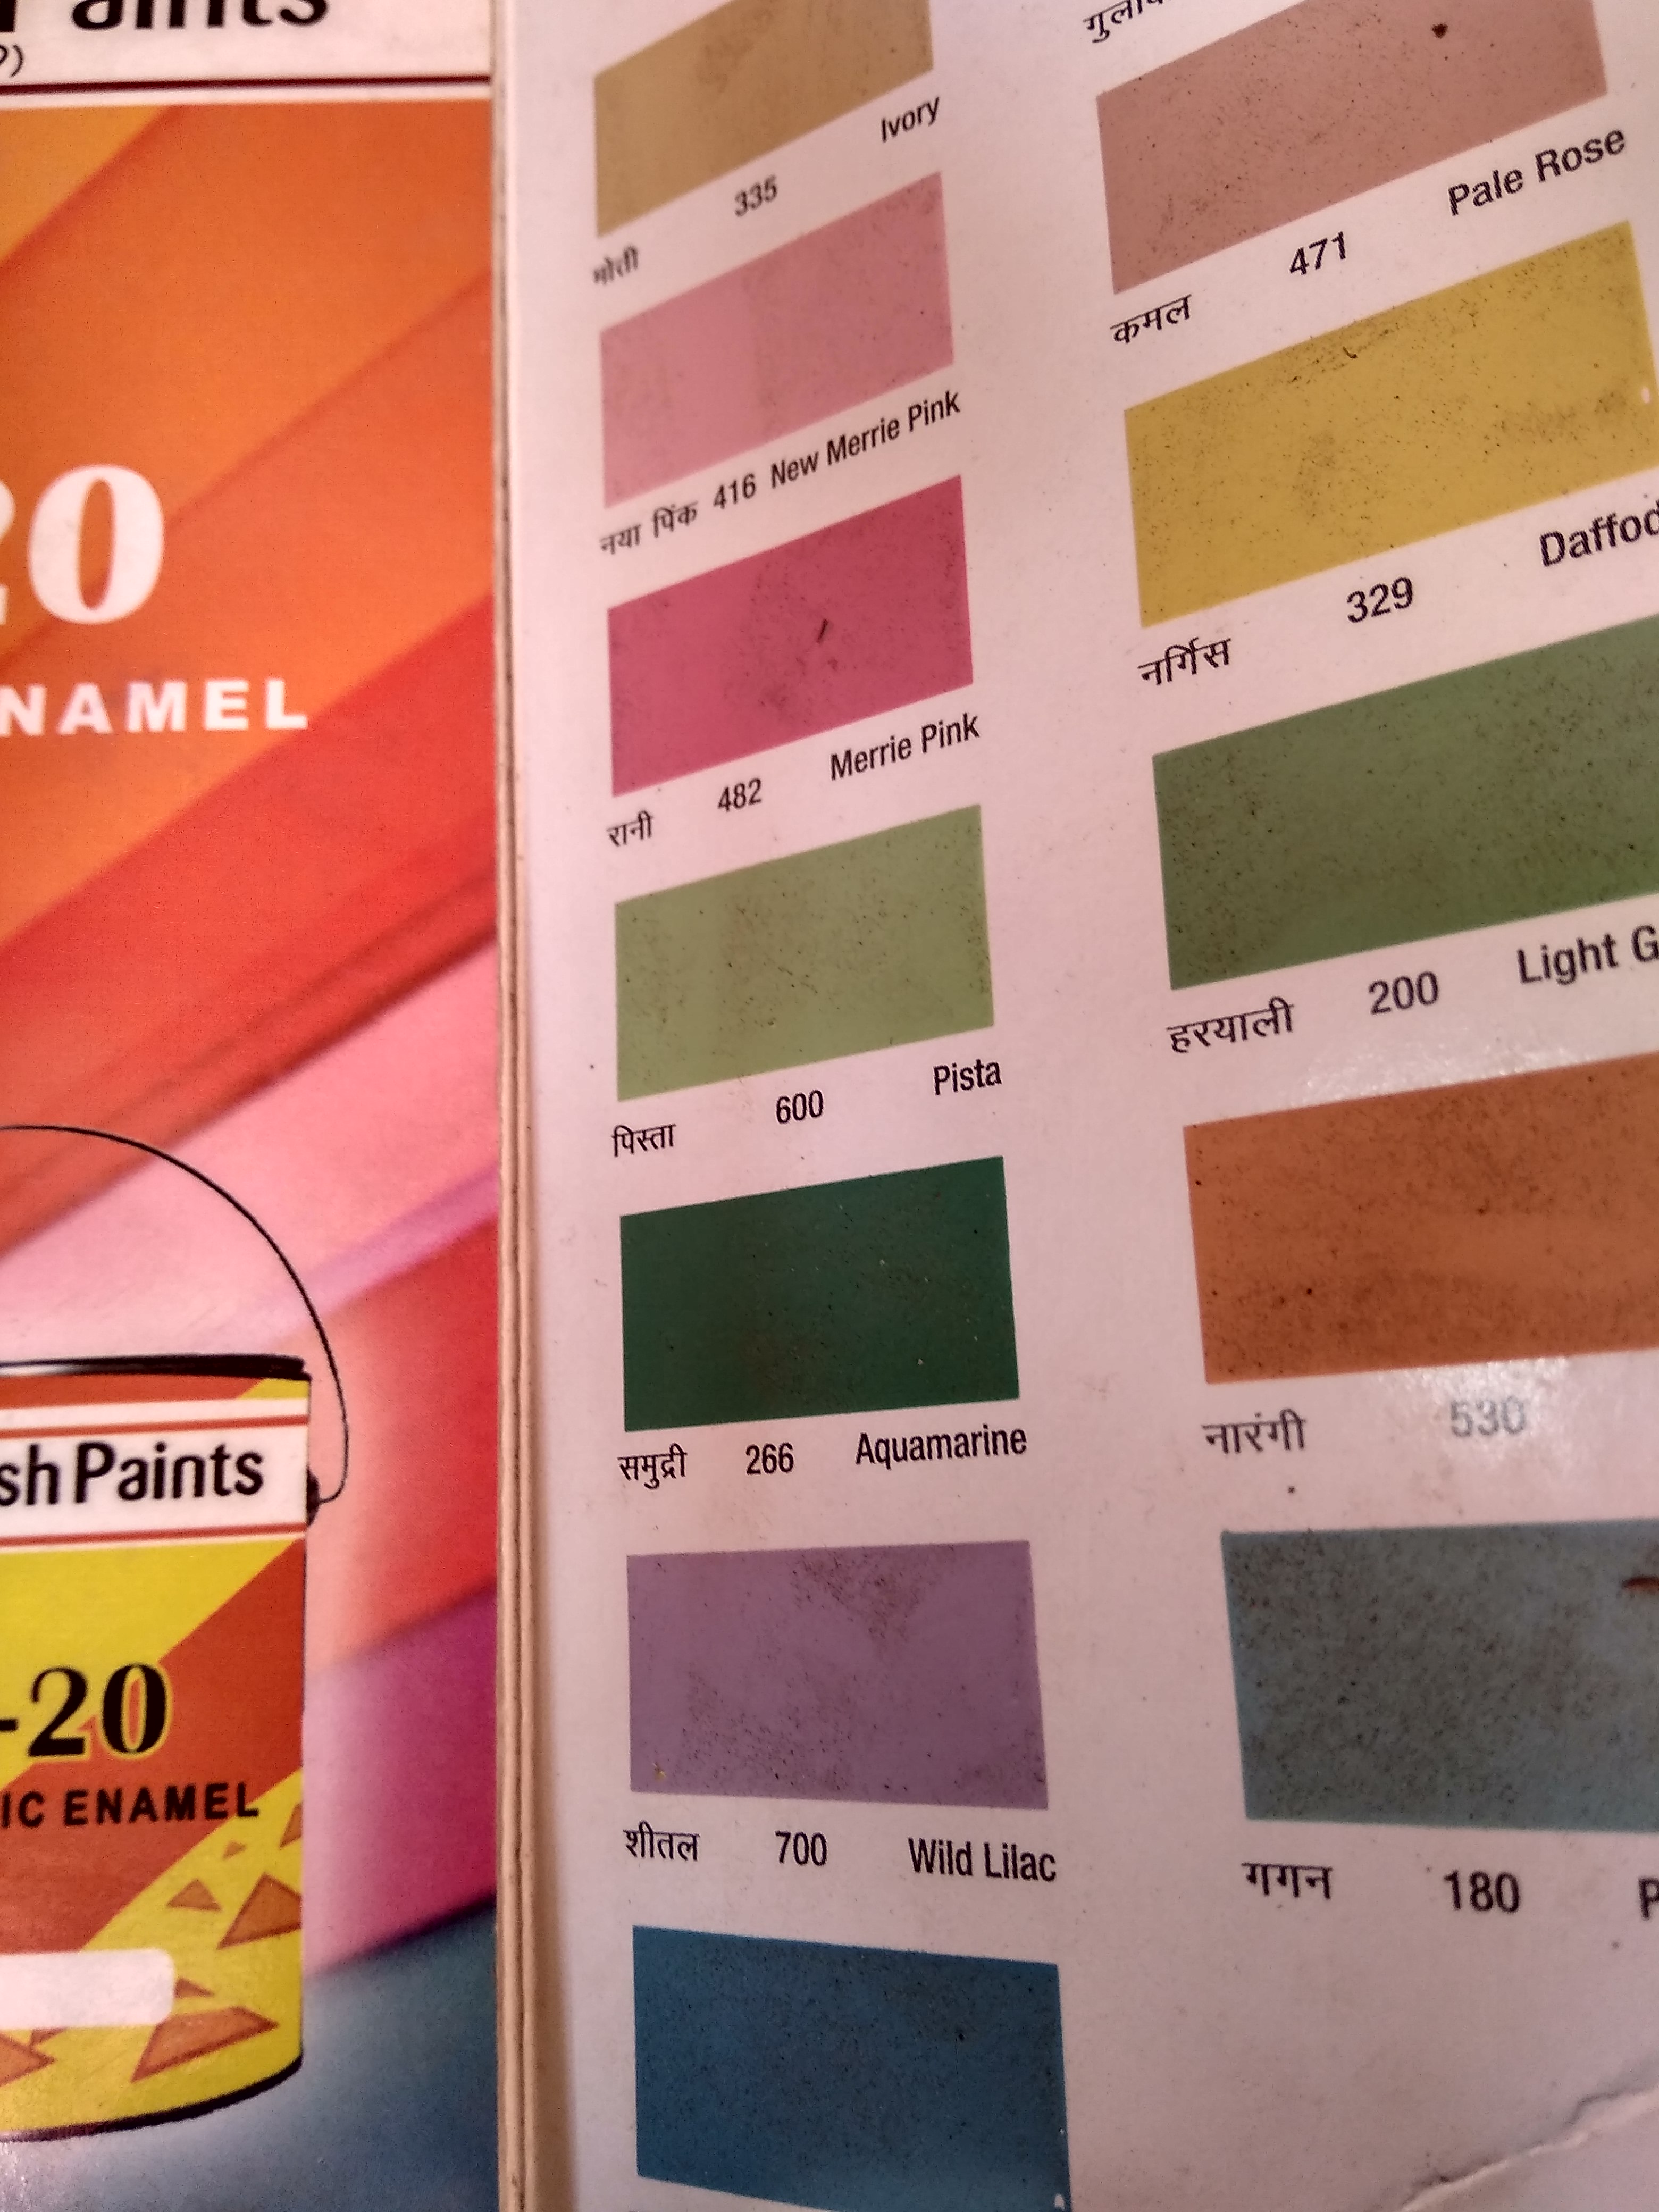 20
NAMEL
sh Paints
-20
IC ENAMEL
मोती 335 Ivory
नया पिंक 416 New Merrie Pink
रानी 482 Merrie Pink
पिस्ता 600 Pista
समुद्री 266 Aquamarine
शीतल 700 Wild Lilac
कमल 471 Pale Rose
नर्गिस 329 Daffod
हरयाली 200 Light G
नारंगी 530
गगन 180 P